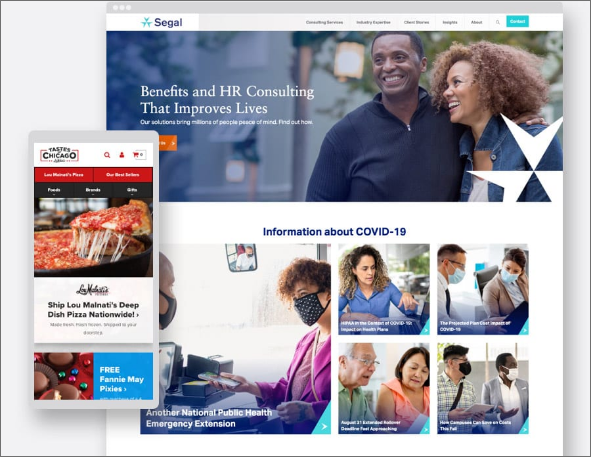 Segal
Consulting Services
Industry Expertise
Client Stories
Insights
About
Contact
Benefits and HR Consulting
That Improves Lives
Our solutions bring millions of people peace of mind. Find out how.
TASTES
OF
CHICAGO
0
Lou Malnati's Pizza
Our Best Sellers
Foods
Brands
Gifts
Lou Malnati's
Ship Lou Malnati's Deep
Dish Pizza Nationwide! ›
Made fresh. Flash frozen. Shipped to your
doorstep.
FREE
Fannie May
Pixies ›
Information about COVID-19
Another National Public Health
Emergency Extension
HIPAA in the Context of COVID-19:
Impact on Health Plans
The Projected Five-Year Impact of
COVID-19
August 31 Extended Rollover
Deadline Fast Approaching
How Campuses Can Save on Costs
This Fall